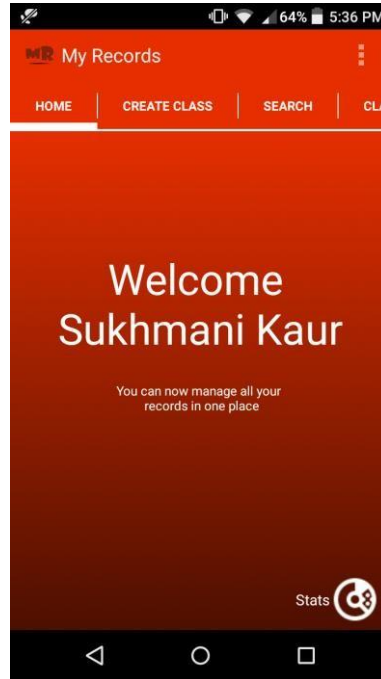 64% 5:36 PM
MR My Records
HOME CREATE CLASS SEARCH CLA
Welcome
Sukhmani Kaur
You can now manage all your
records in one place
Stats